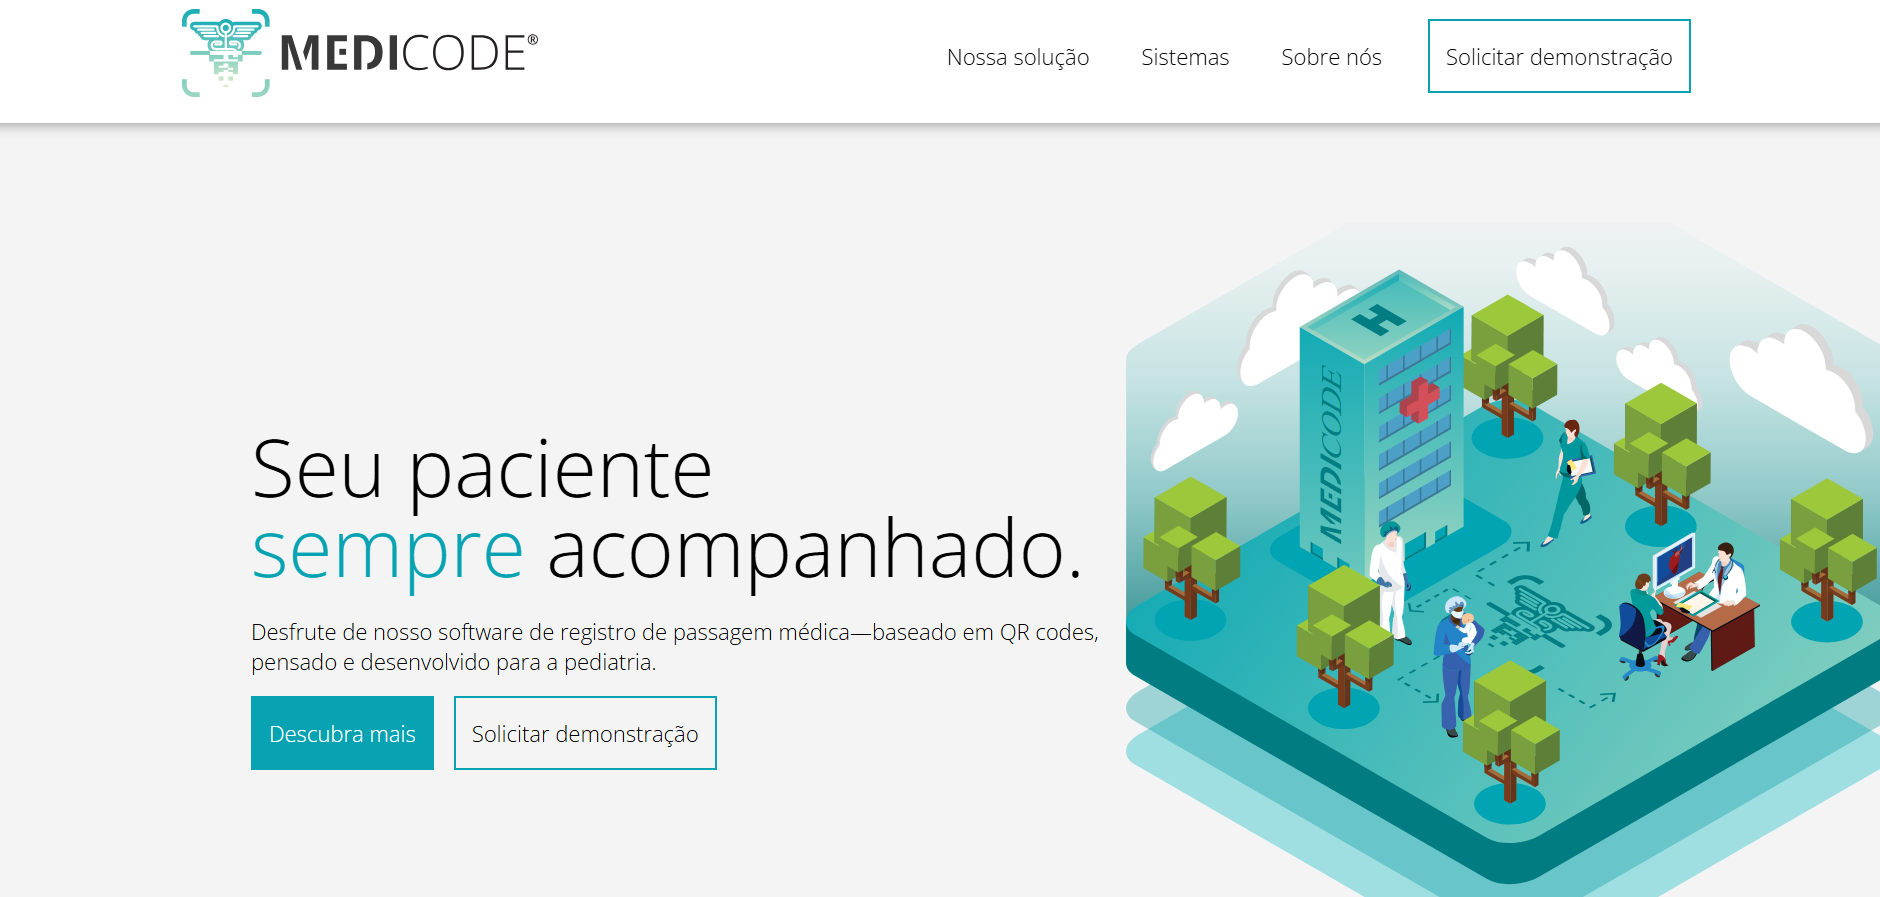 MEDICODE®
Nossa solução
Sistemas
Sobre nós
Solicitar demonstração
H
MEDICODE
Seu paciente
sempre acompanhado.
Desfrute de nosso software de registro de passagem médica—baseado em QR codes,
pensado e desenvolvido para a pediatria.
Descubra mais
Solicitar demonstração